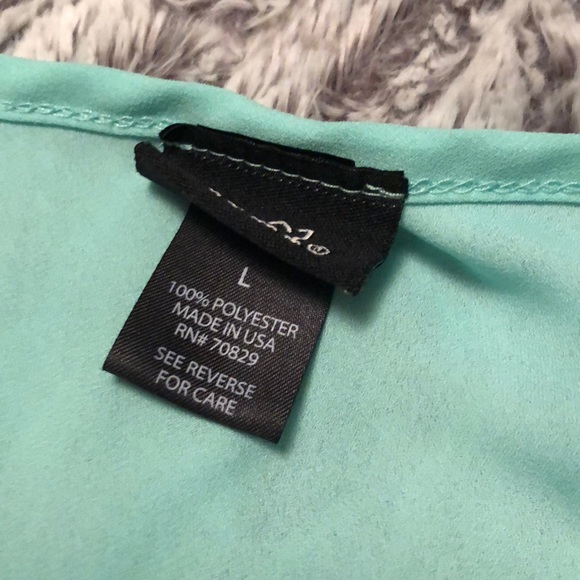 L
100% POLYESTER
MADE IN USA
RN# 70829
SEE REVERSE
FOR CARE